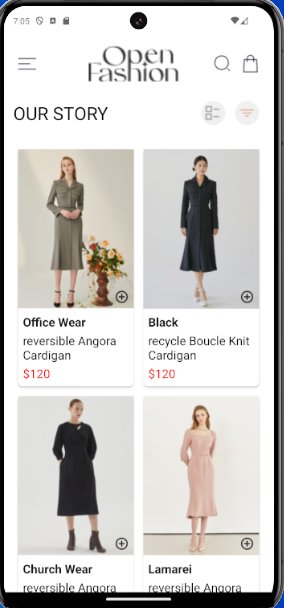 7:05
Open
Fashion
OUR STORY
Office Wear
reversible Angora
Cardigan
$120
Black
recycle Boucle Knit
Cardigan
$120
Church Wear
reversible Angora
Lamarei
reversible Angora